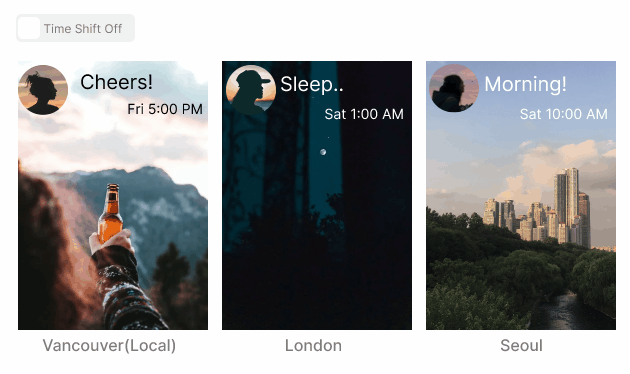 Time Shift Off
Cheers!
Fri 5:00 PM
Sleep..
Sat 1:00 AM
Morning!
Sat 10:00 AM
Vancouver(Local)
London
Seoul